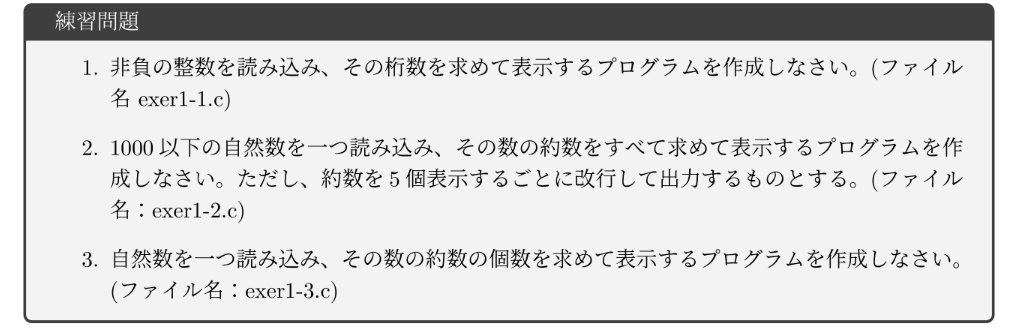 練習問題
1. 非負の整数を読み込み、その桁数を求めて表示するプログラムを作成しなさい。(ファイル
名 exer1-1.c)
2. 1000 以下の自然数を一つ読み込み、その数の約数をすべて求めて表示するプログラムを作
成しなさい。ただし、約数を 5 個表示するごとに改行して出力するものとする。(ファイル
名：exer1-2.c)
3. 自然数を一つ読み込み、その数の約数の個数を求めて表示するプログラムを作成しなさい。
(ファイル名：exer1-3.c)